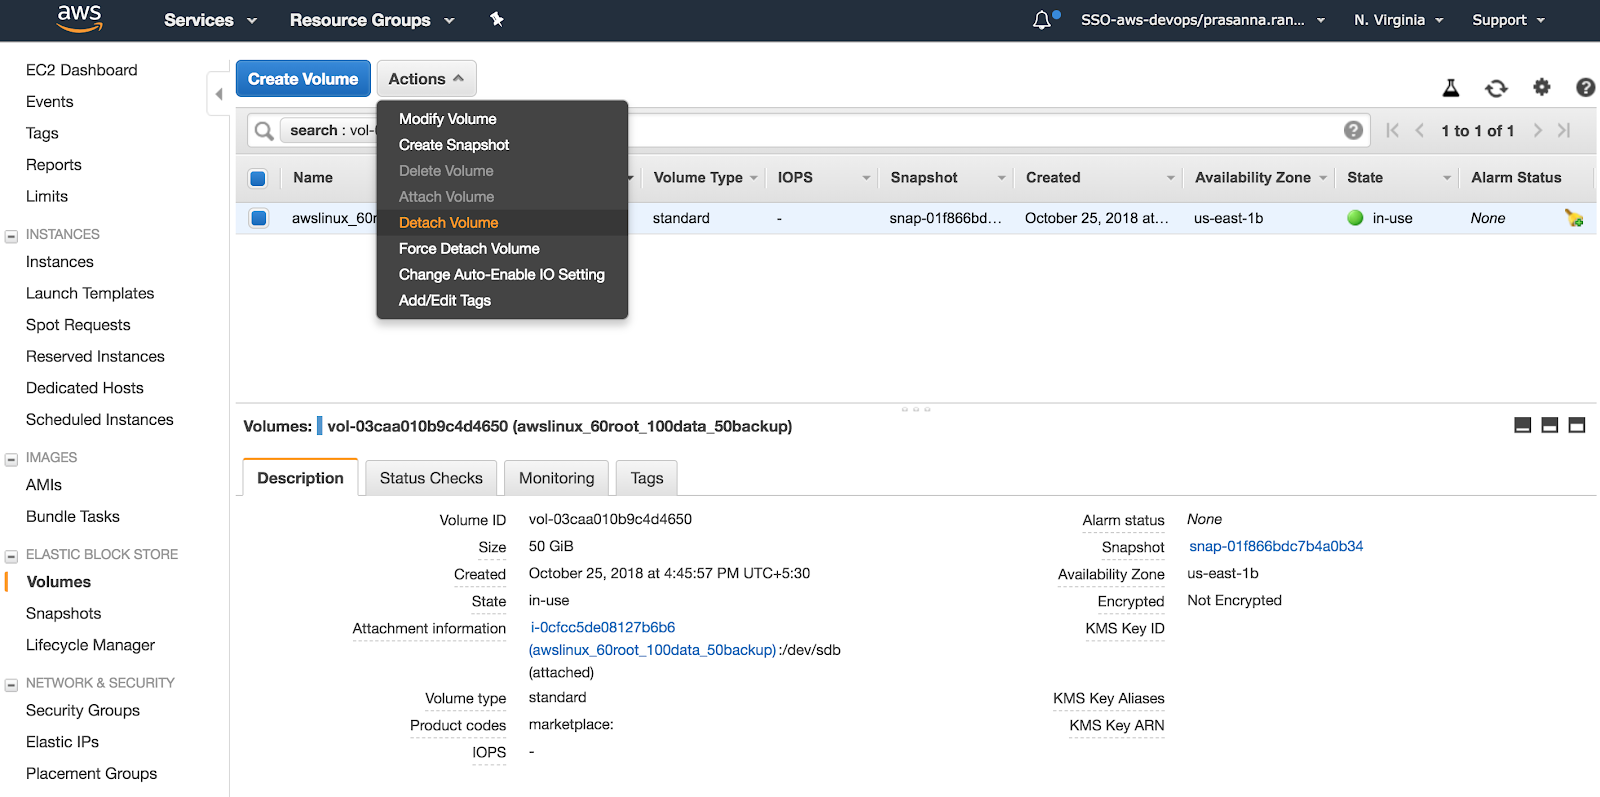 aws Services Resource Groups SSO-aws-devops/prasanna.ran... N. Virginia Support
EC2 Dashboard
Events
Tags
Reports
Limits
INSTANCES
Instances
Launch Templates
Spot Requests
Reserved Instances
Dedicated Hosts
Scheduled Instances
IMAGES
AMIs
Bundle Tasks
ELASTIC BLOCK STORE
Volumes
Snapshots
Lifecycle Manager
NETWORK & SECURITY
Security Groups
Elastic IPs
Placement Groups
Create Volume Actions
Modify Volume
Create Snapshot
Delete Volume
Attach Volume
Detach Volume
Force Detach Volume
Change Auto-Enable IO Setting
Add/Edit Tags
search : vol- 1 to 1 of 1
Name Volume Type IOPS Snapshot Created Availability Zone State Alarm Status
awslinux_60r standard - snap-01f866bd... October 25, 2018 at... us-east-1b in-use None
Volumes: vol-03caa010b9c4d4650 (awslinux_60root_100data_50backup)
Description Status Checks Monitoring Tags
Volume ID vol-03caa010b9c4d4650 Alarm status None
Size 50 GiB Snapshot snap-01f866bdc7b4a0b34
Created October 25, 2018 at 4:45:57 PM UTC+5:30 Availability Zone us-east-1b
State in-use Encrypted Not Encrypted
Attachment information i-0cfcc5de08127b6b6 KMS Key ID
(awslinux_60root_100data_50backup):/dev/sdb
(attached)
Volume type standard KMS Key Aliases
Product codes marketplace: KMS Key ARN
IOPS -